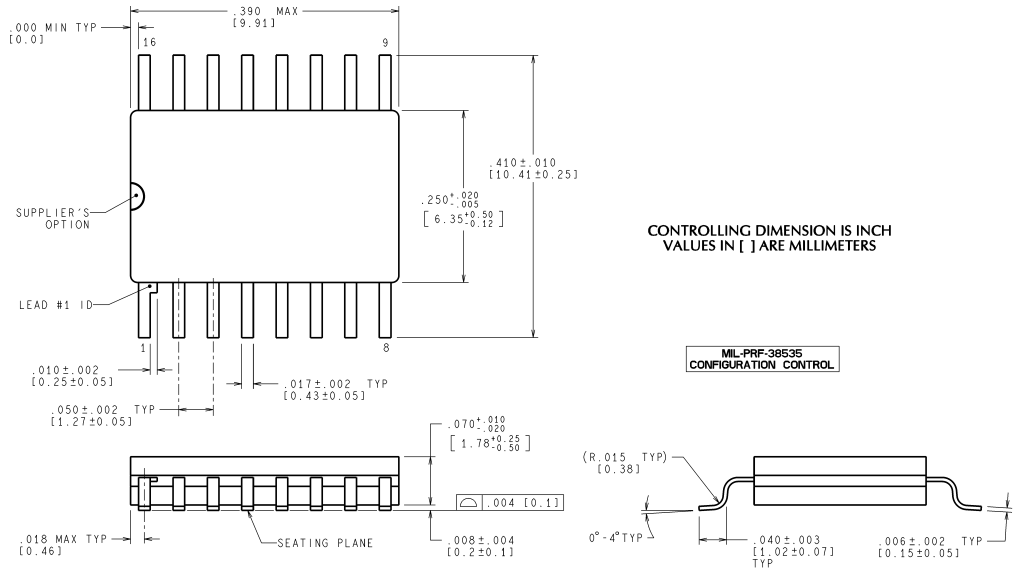 .390 MAX
[9.91]
.000 MIN TYP
[0.0]
16
9
.410±.010
[10.41±0.25]
.250+.020
-.005
[ 6.35+0.50
-0.12 ]
SUPPLIER'S
OPTION
CONTROLLING DIMENSION IS INCH
VALUES IN [ ] ARE MILLIMETERS
LEAD #1 ID
1
8
MIL-PRF-38535
CONFIGURATION CONTROL
.010±.002
[0.25±0.05]
.017±.002 TYP
[0.43±0.05]
.050±.002 TYP
[1.27±0.05]
.070+.010
-.020
[ 1.78+0.25
-0.50 ]
(R.015 TYP)
[0.38]
.004 [0.1]
.018 MAX TYP
[0.46]
SEATING PLANE
.008±.004
[0.2±0.1]
0°-4° TYP
.040±.003
[1.02±0.07]
TYP
.006±.002 TYP
[0.15±0.05]